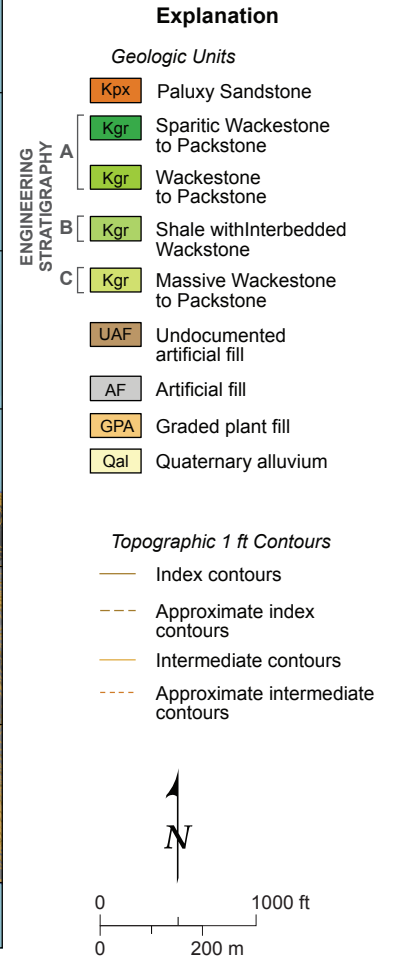 Explanation
Geologic Units
Kpx Paluxy Sandstone
ENGINEERING
STRATIGRAPHY
A
Kgr Sparitic Wackestone
to Packstone
Kgr Wackestone
to Packstone
B Kgr Shale withInterbedded
Wackstone
C Kgr Massive Wackestone
to Packstone
UAF Undocumented
artificial fill
AF Artificial fill
GPA Graded plant fill
Qal Quaternary alluvium
Topographic 1 ft Contours
Index contours
Approximate index
contours
Intermediate contours
Approximate intermediate
contours
N
0 1000 ft
0 200 m